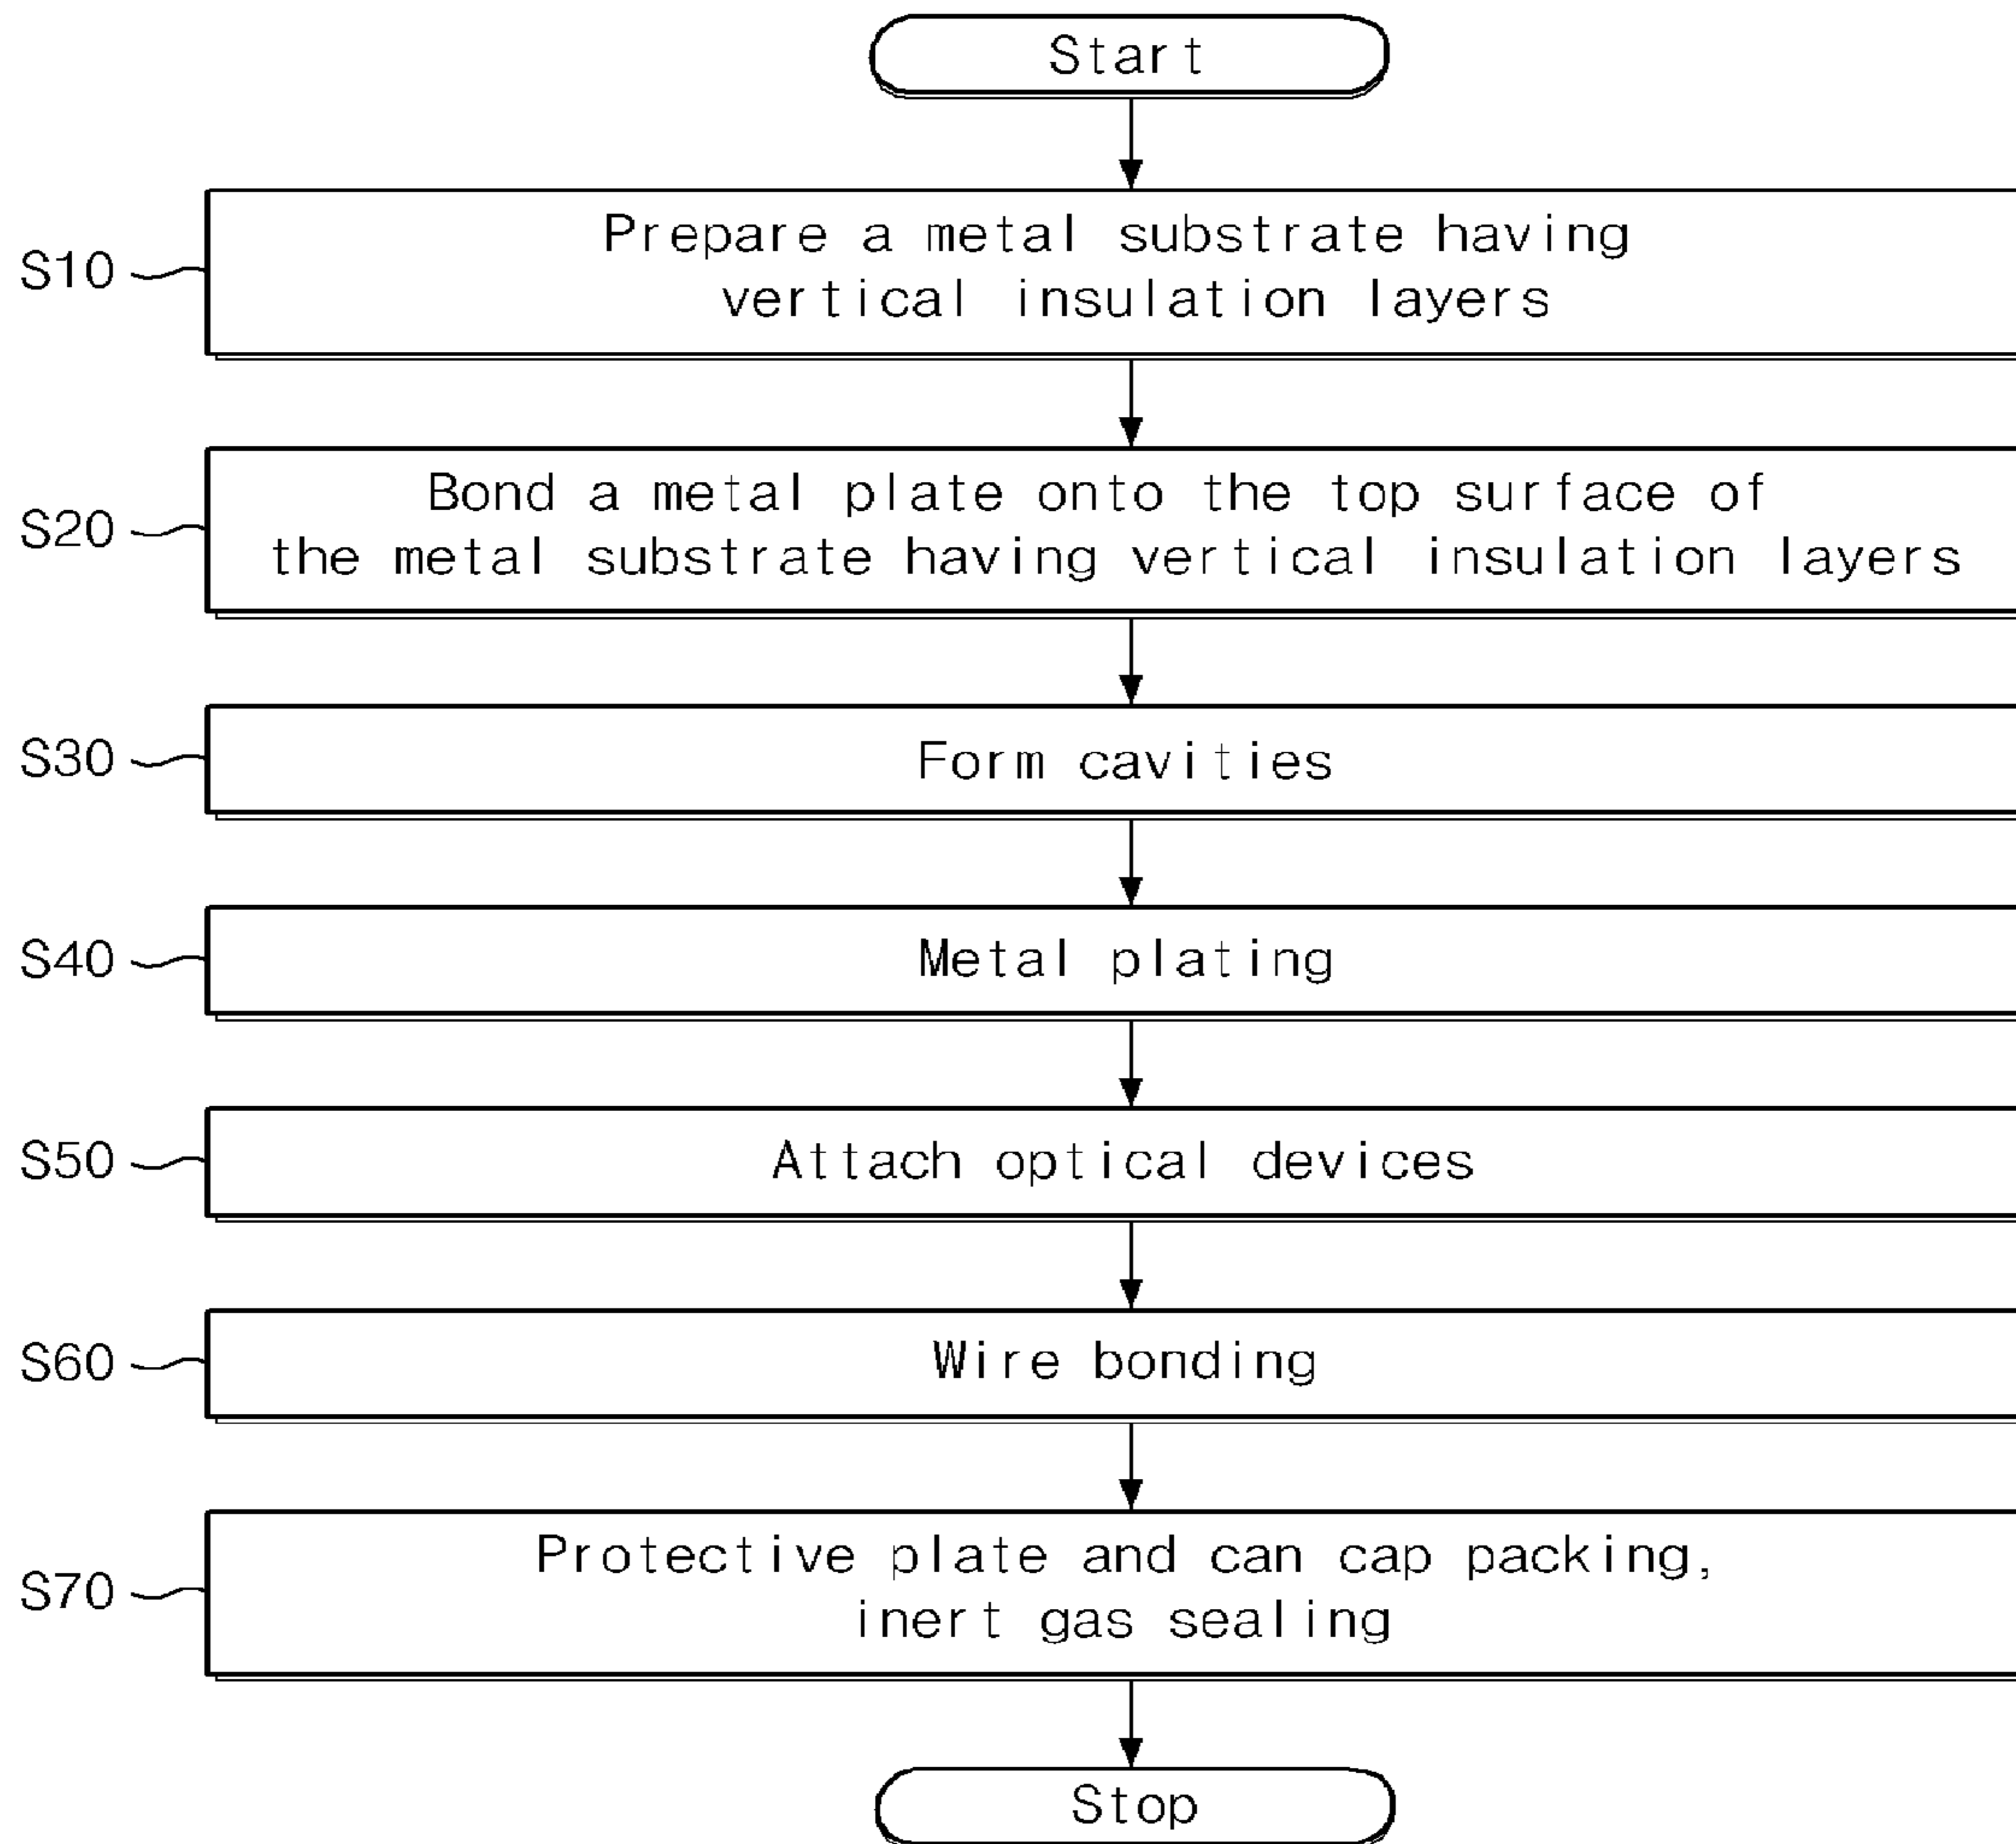 Start
S10
Prepare a metal substrate having
vertical insulation layers
S20
Bond a metal plate onto the top surface of
the metal substrate having vertical insulation layers
S30
Form cavities
S40
Metal plating
S50
Attach optical devices
S60
Wire bonding
S70
Protective plate and can cap packing,
inert gas sealing
Stop